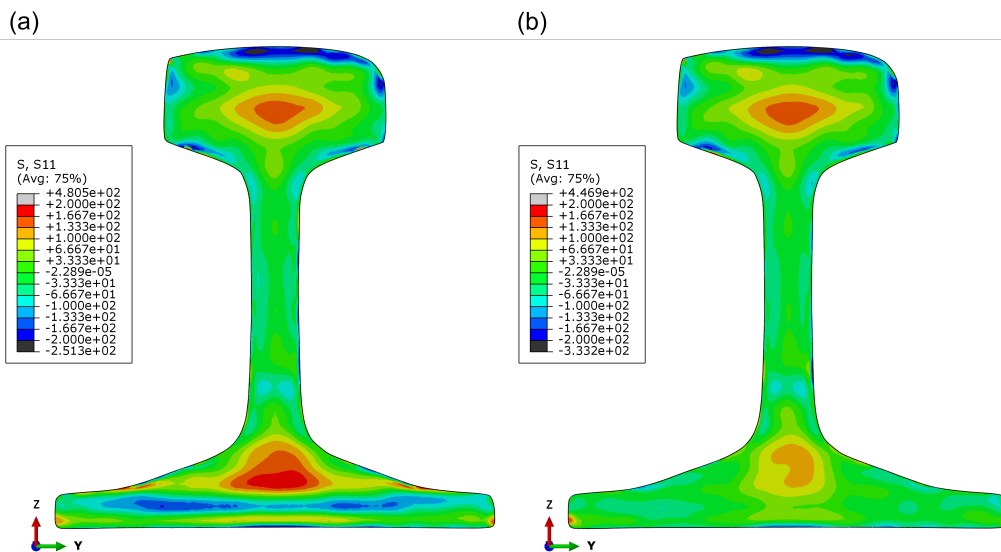 (a)
(b)
S, S11
(Avg: 75%)
+4.805e+02
+2.000e+02
+1.667e+02
+1.333e+02
+1.000e+02
+6.667e+01
+3.333e+01
-2.289e-05
-3.333e+01
-6.667e+01
-1.000e+02
-1.333e+02
-1.667e+02
-2.000e+02
-2.513e+02
Z
Y
S, S11
(Avg: 75%)
+4.469e+02
+2.000e+02
+1.667e+02
+1.333e+02
+1.000e+02
+6.667e+01
+3.333e+01
-2.289e-05
-3.333e+01
-6.667e+01
-1.000e+02
-1.333e+02
-1.667e+02
-2.000e+02
-3.332e+02
Z
Y